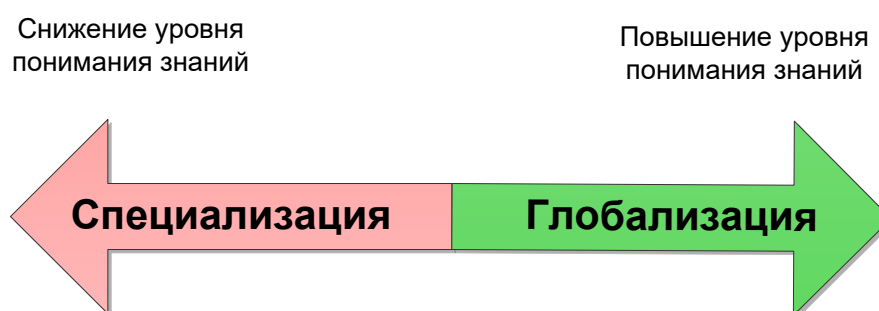 Снижение уровня
понимания знаний
Повышение уровня
понимания знаний
Специализация
Глобализация